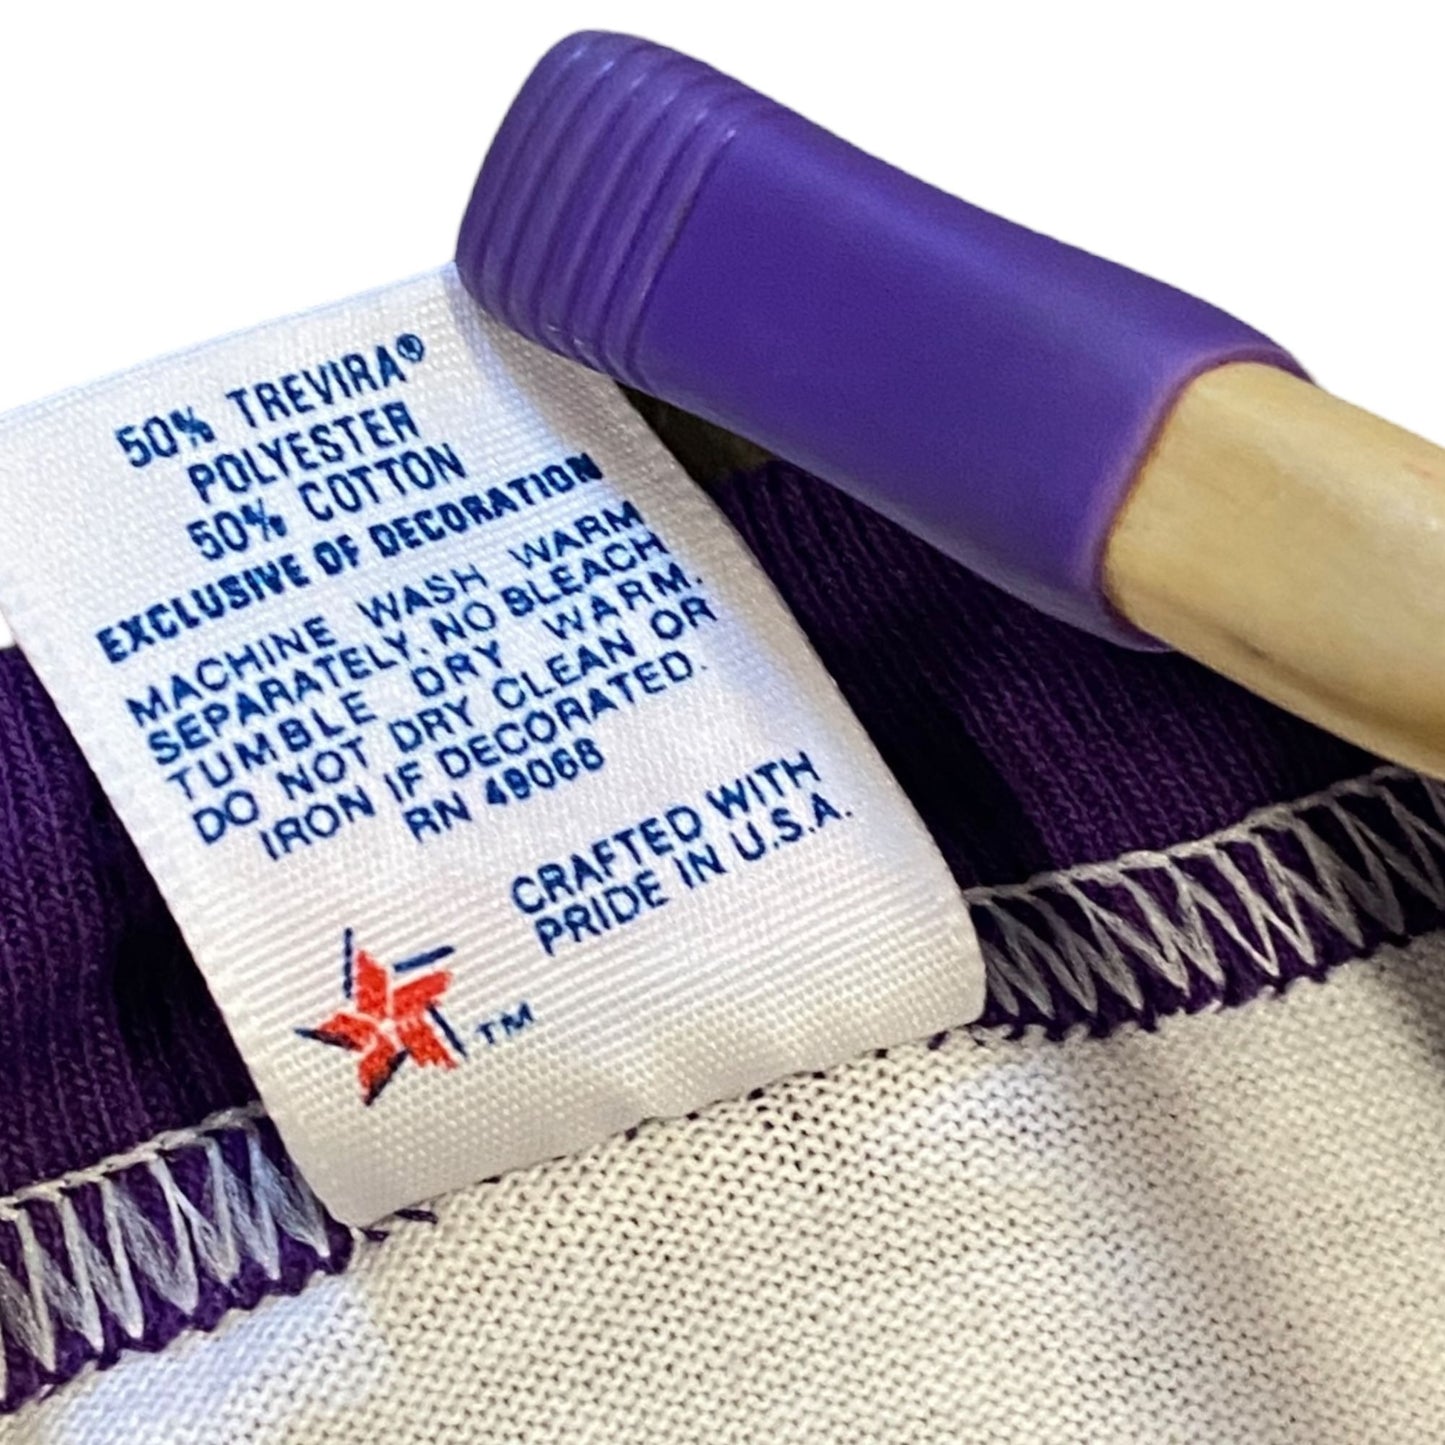 50% TREVIRA®
POLYESTER
50% COTTON
EXCLUSIVE OF DECORATION
MACHINE WASH WARM
SEPARATELY. NO BLEACH.
TUMBLE DRY WARM.
DO NOT DRY CLEAN OR
IRON IF DECORATED.
RN 49068
CRAFTED WITH
PRIDE IN U.S.A.
TM